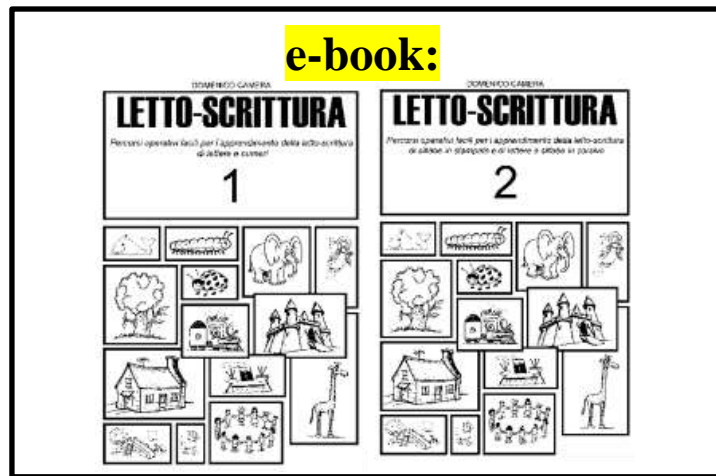 e-book:
DOMENICO CAMERA
LETTO-SCRITTURA
Percorsi operativi facili per l'apprendimento della letto-scrittura
di lettere e numeri
1
DOMENICO CAMERA
LETTO-SCRITTURA
Percorsi operativi facili per l'apprendimento della letto-scrittura
di sillabe in stampato e di lettere e sillabe in corsivo
2